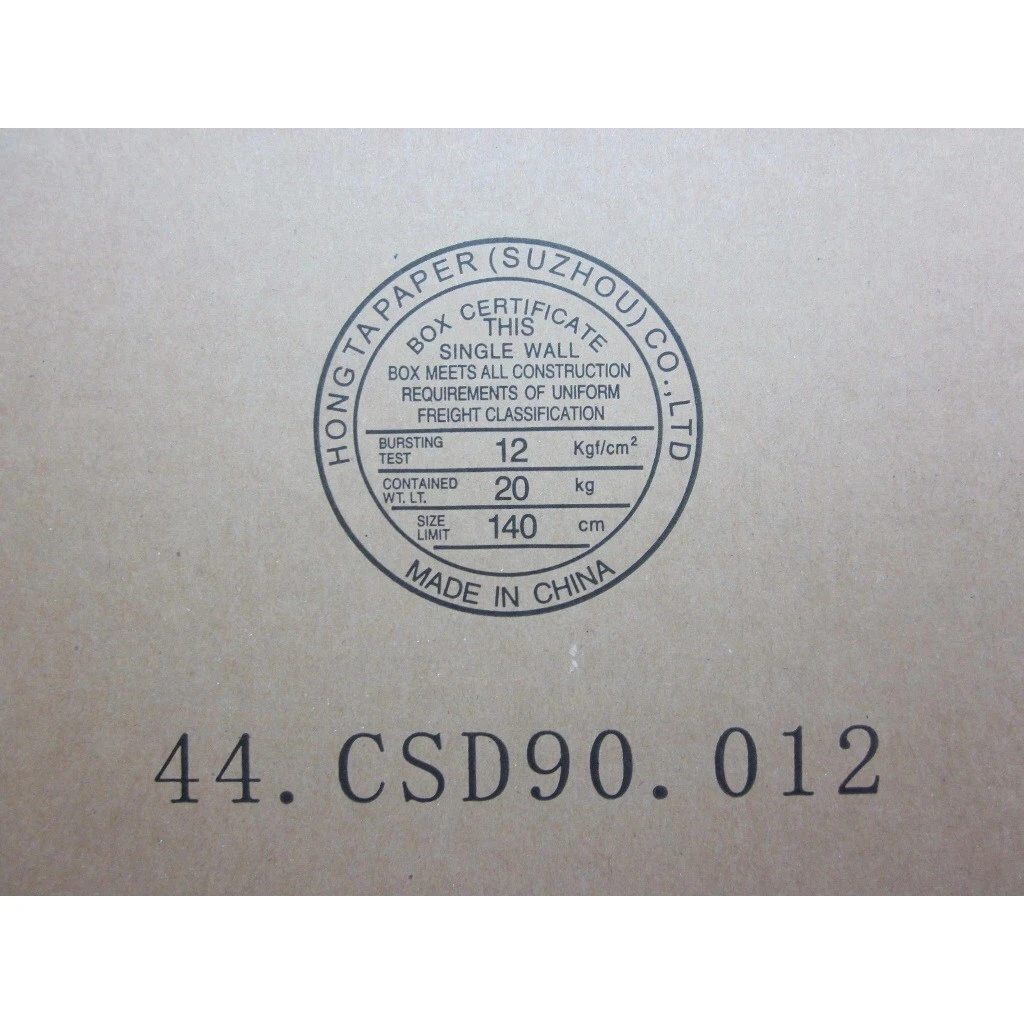 HONG TA PAPER (SUZHOU) CO.,LTD
BOX CERTIFICATE
THIS
SINGLE WALL
BOX MEETS ALL CONSTRUCTION
REQUIREMENTS OF UNIFORM
FREIGHT CLASSIFICATION
BURSTING TEST 12 Kgf/cm²
CONTAINED WT. LT. 20 kg
SIZE LIMIT 140 cm
MADE IN CHINA
44.CSD90.012